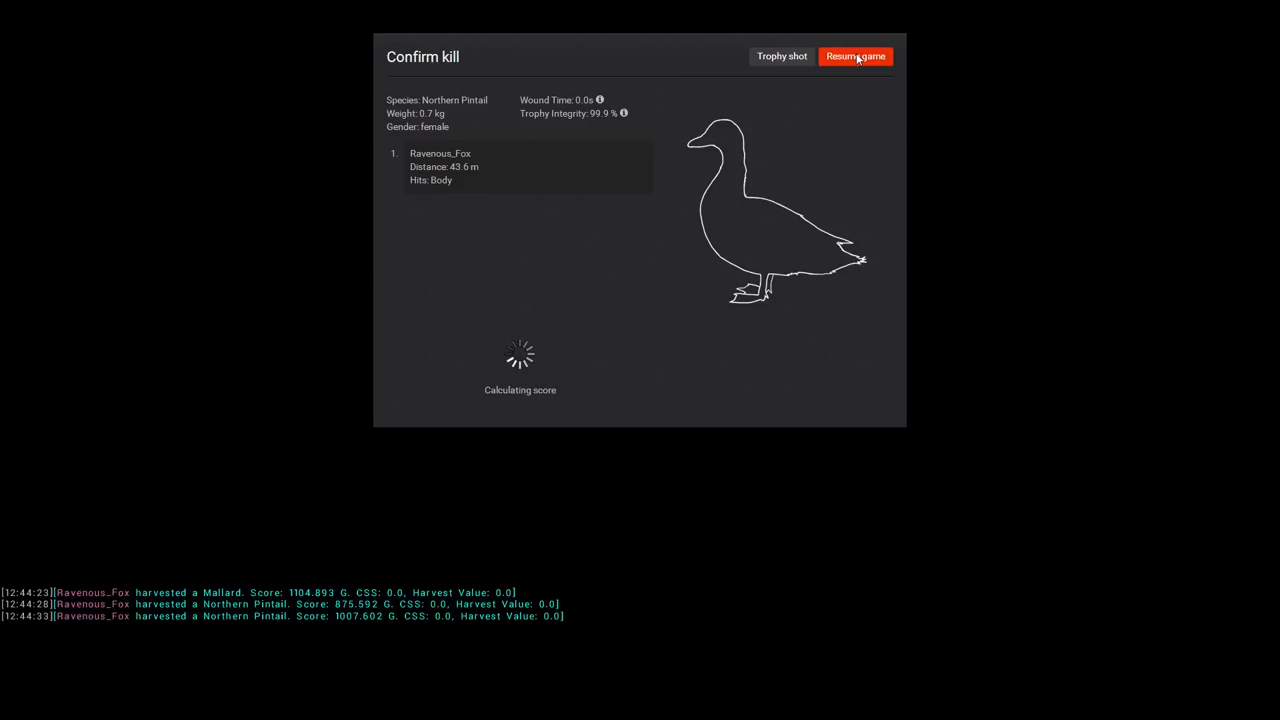 Confirm kill
Trophy shot
Resume game
Species: Northern Pintail
Weight: 0.7 kg
Gender: female
Wound Time: 0.0s
Trophy Integrity: 99.9 %
1.
Ravenous_Fox
Distance: 43.6 m
Hits: Body
Calculating score
[12:44:23][Ravenous_Fox harvested a Mallard. Score: 1104.893 G. CSS: 0.0, Harvest Value: 0.0]
[12:44:28][Ravenous_Fox harvested a Northern Pintail. Score: 875.592 G. CSS: 0.0, Harvest Value: 0.0]
[12:44:33][Ravenous_Fox harvested a Northern Pintail. Score: 1007.602 G. CSS: 0.0, Harvest Value: 0.0]